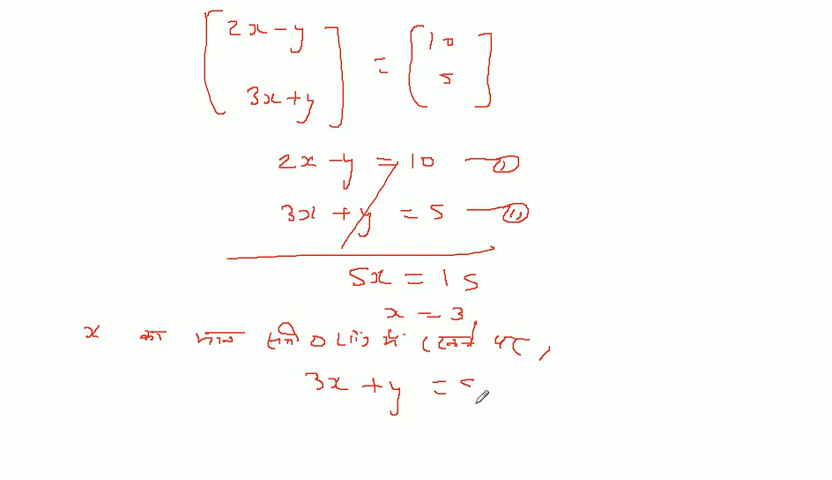 [2x - y] = [10]
[3x + y] [5]
2x - y = 10 — (i)
3x + y = 5 — (ii)
5x = 15
x = 3
x का मान समी० (ii) में रखने पर,
3x + y = 5